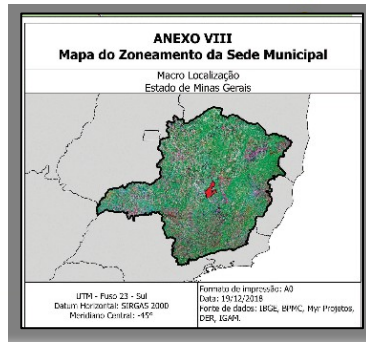 ANEXO VIII
Mapa do Zoneamento da Sede Municipal
Macro Localização
Estado de Minas Gerais
UTM - Fuso 23 - Sul
Datum Horizontal: SIRGAS 2000
Meridiano Central: -45º
Formato de impressão: A0
Data: 19/12/2018
Fonte de dados: IBGE, BPMC, Myr Projetos,
DER, IGAM.